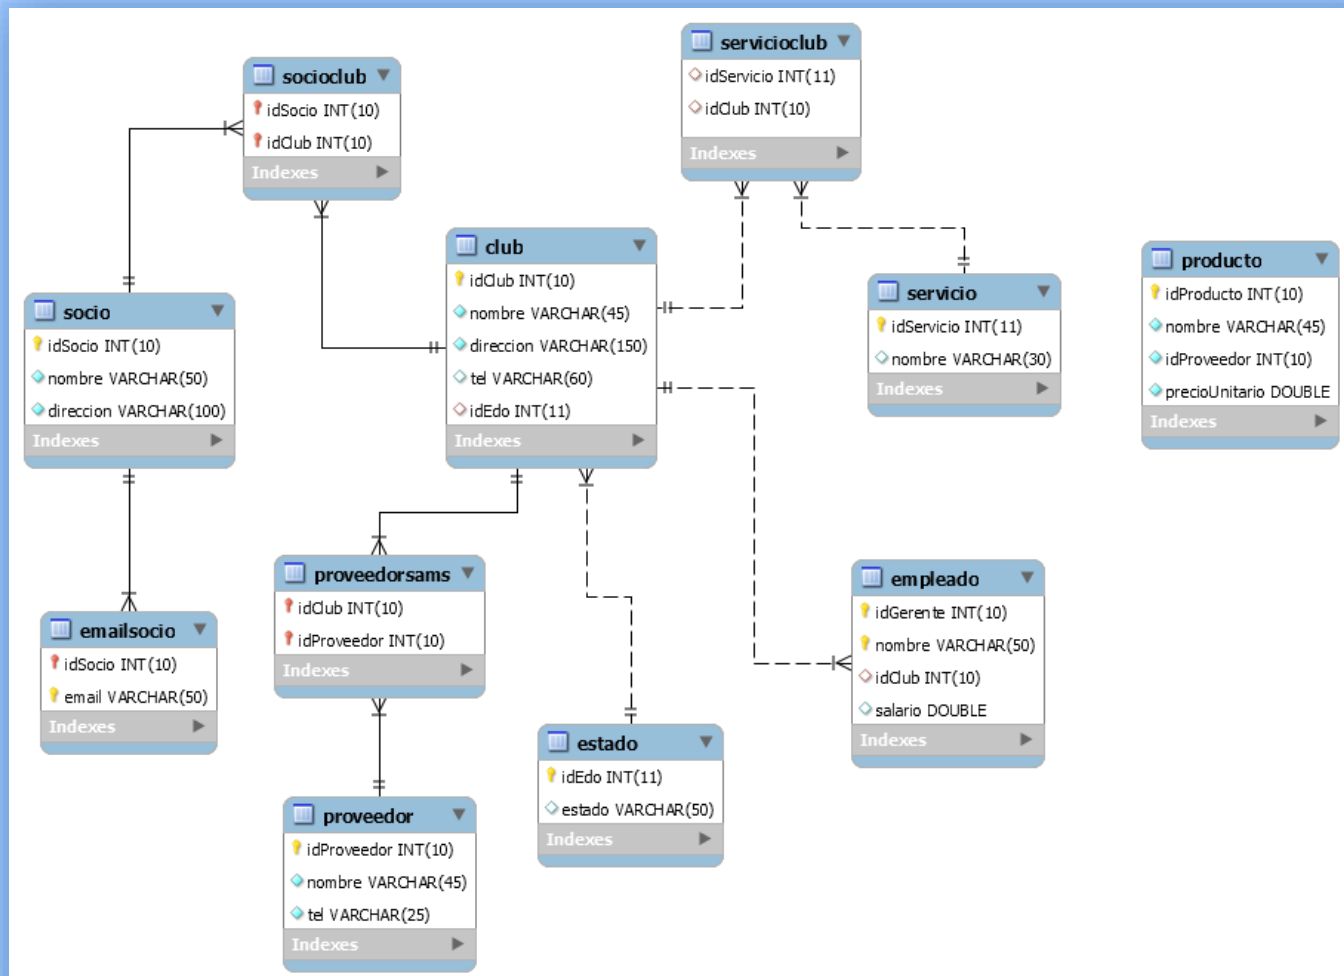 socioclub
idSocio INT(10)
idClub INT(10)
Indexes
servicioclub
idServicio INT(11)
idClub INT(10)
Indexes
club
idClub INT(10)
nombre VARCHAR(45)
direccion VARCHAR(150)
tel VARCHAR(60)
idEdo INT(11)
Indexes
servicio
idServicio INT(11)
nombre VARCHAR(30)
Indexes
producto
idProducto INT(10)
nombre VARCHAR(45)
idProveedor INT(10)
precioUnitario DOUBLE
Indexes
socio
idSocio INT(10)
nombre VARCHAR(50)
direccion VARCHAR(100)
Indexes
proveedorsams
idClub INT(10)
idProveedor INT(10)
Indexes
empleado
idGerente INT(10)
nombre VARCHAR(50)
idClub INT(10)
salario DOUBLE
Indexes
emailsocio
idSocio INT(10)
email VARCHAR(50)
Indexes
estado
idEdo INT(11)
estado VARCHAR(50)
Indexes
proveedor
idProveedor INT(10)
nombre VARCHAR(45)
tel VARCHAR(25)
Indexes